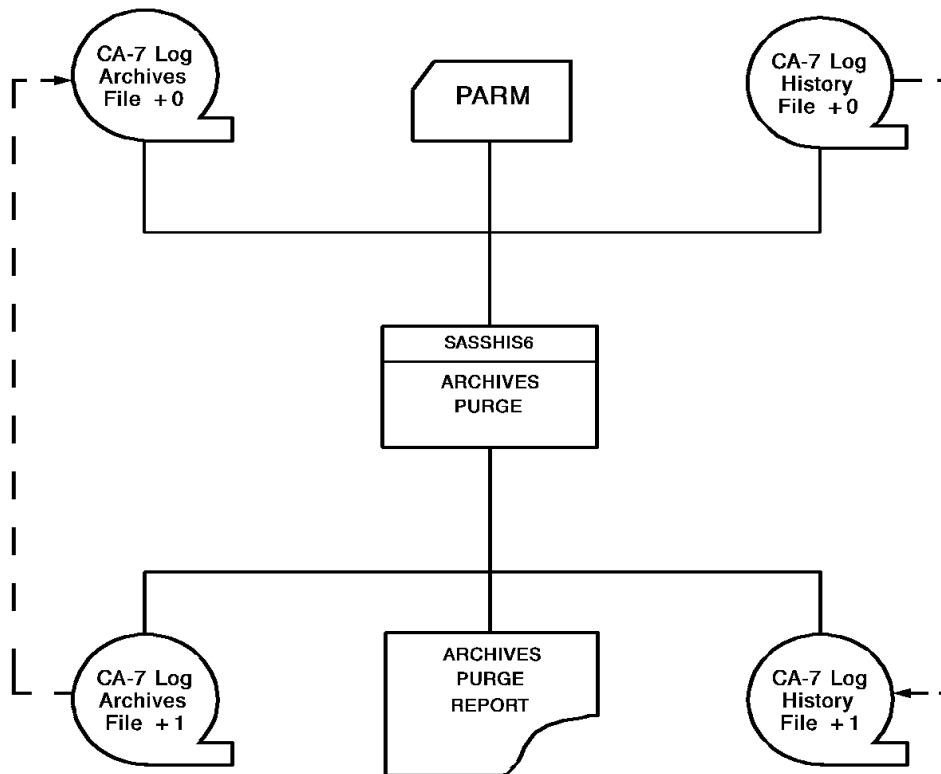 CA-7 Log
Archives
File +0
PARM
CA-7 Log
History
File +0
SASSHIS6
ARCHIVES
PURGE
CA-7 Log
Archives
File +1
ARCHIVES
PURGE
REPORT
CA-7 Log
History
File +1